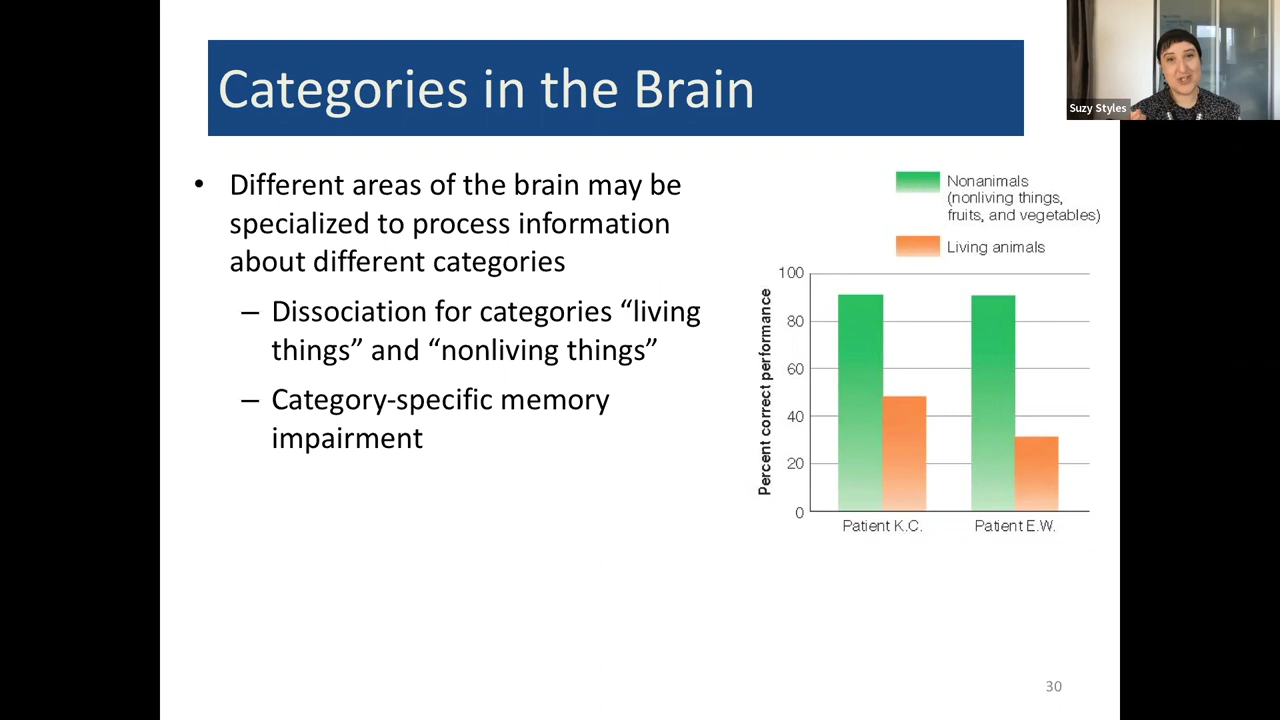 Categories in the Brain
Suzy Styles
• Different areas of the brain may be
specialized to process information
about different categories
– Dissociation for categories “living
things” and “nonliving things”
– Category-specific memory
impairment
Nonanimals
(nonliving things,
fruits, and vegetables)
Living animals
Percent correct performance
100
80
60
40
20
0
Patient K.C.
Patient E.W.
30